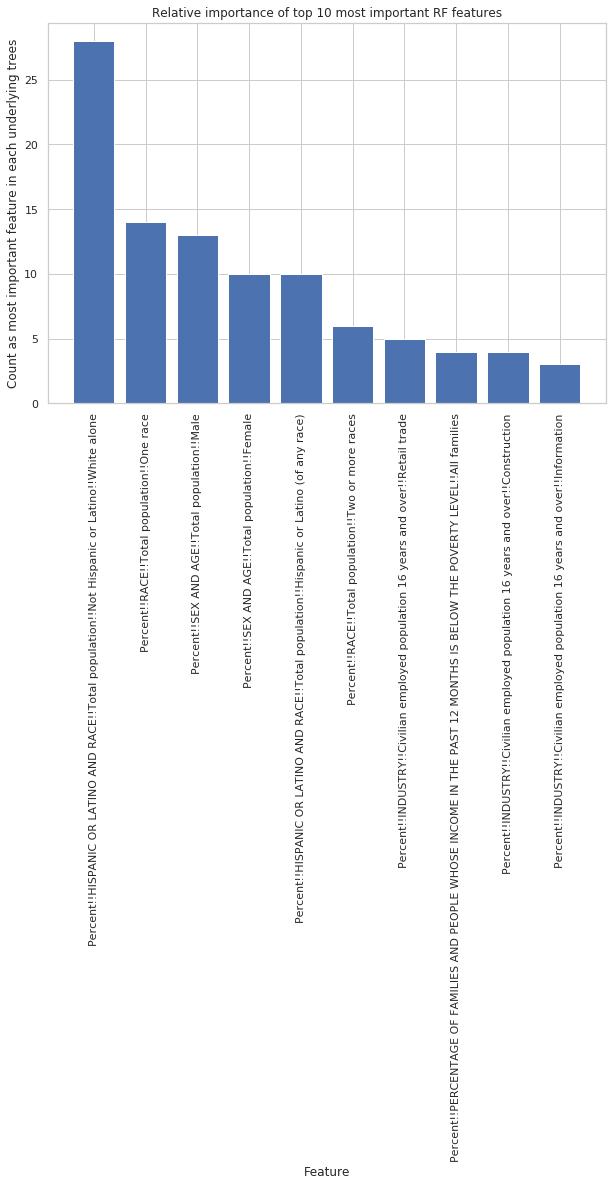 Relative importance of top 10 most important RF features
Count as most important feature in each underlying trees
25
20
15
10
5
0
Percent!!HISPANIC OR LATINO AND RACE!!Total population!!Not Hispanic or Latino!!White alone
Percent!!RACE!!Total population!!One race
Percent!!SEX AND AGE!!Total population!!Male
Percent!!SEX AND AGE!!Total population!!Female
Percent!!HISPANIC OR LATINO AND RACE!!Total population!!Hispanic or Latino (of any race)
Percent!!RACE!!Total population!!Two or more races
Percent!!INDUSTRY!!Civilian employed population 16 years and over!!Retail trade
Percent!!PERCENTAGE OF FAMILIES AND PEOPLE WHOSE INCOME IN THE PAST 12 MONTHS IS BELOW THE POVERTY LEVEL!!All families
Percent!!INDUSTRY!!Civilian employed population 16 years and over!!Construction
Percent!!INDUSTRY!!Civilian employed population 16 years and over!!Information
Feature